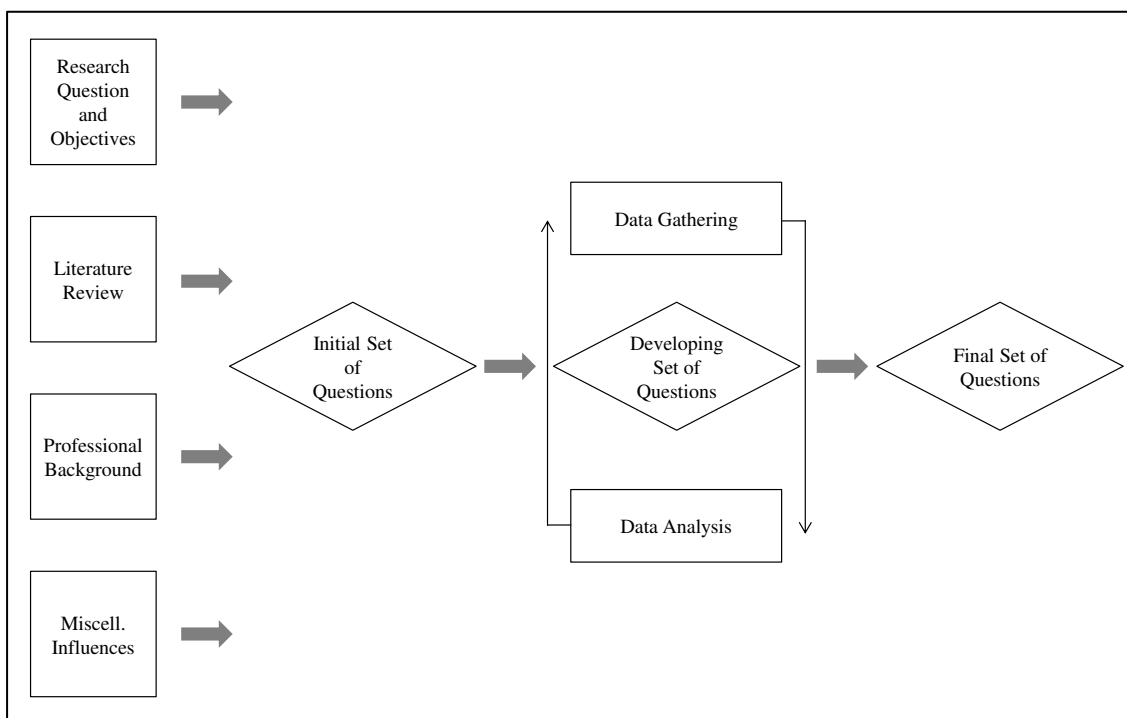 Research
Question
and
Objectives
Literature
Review
Professional
Background
Miscell.
Influences
Initial Set
of
Questions
Data Gathering
Developing
Set of
Questions
Data Analysis
Final Set of
Questions